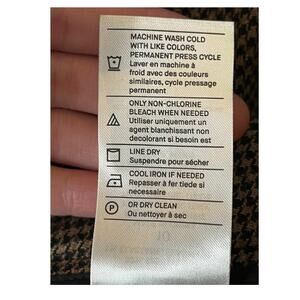 MACHINE WASH COLD
WITH LIKE COLORS,
PERMANENT PRESS CYCLE
Laver en machine à
froid avec des couleurs
similaires, cycle pressage
permanent
ONLY NON-CHLORINE
BLEACH WHEN NEEDED
Utiliser uniquement un
agent blanchissant non
decolorant si besoin est
LINE DRY
Suspendre pour sécher
COOL IRON IF NEEDED
Repasser à fer tiede si
necessaire
P
OR DRY CLEAN
Ou nettoyer à sec